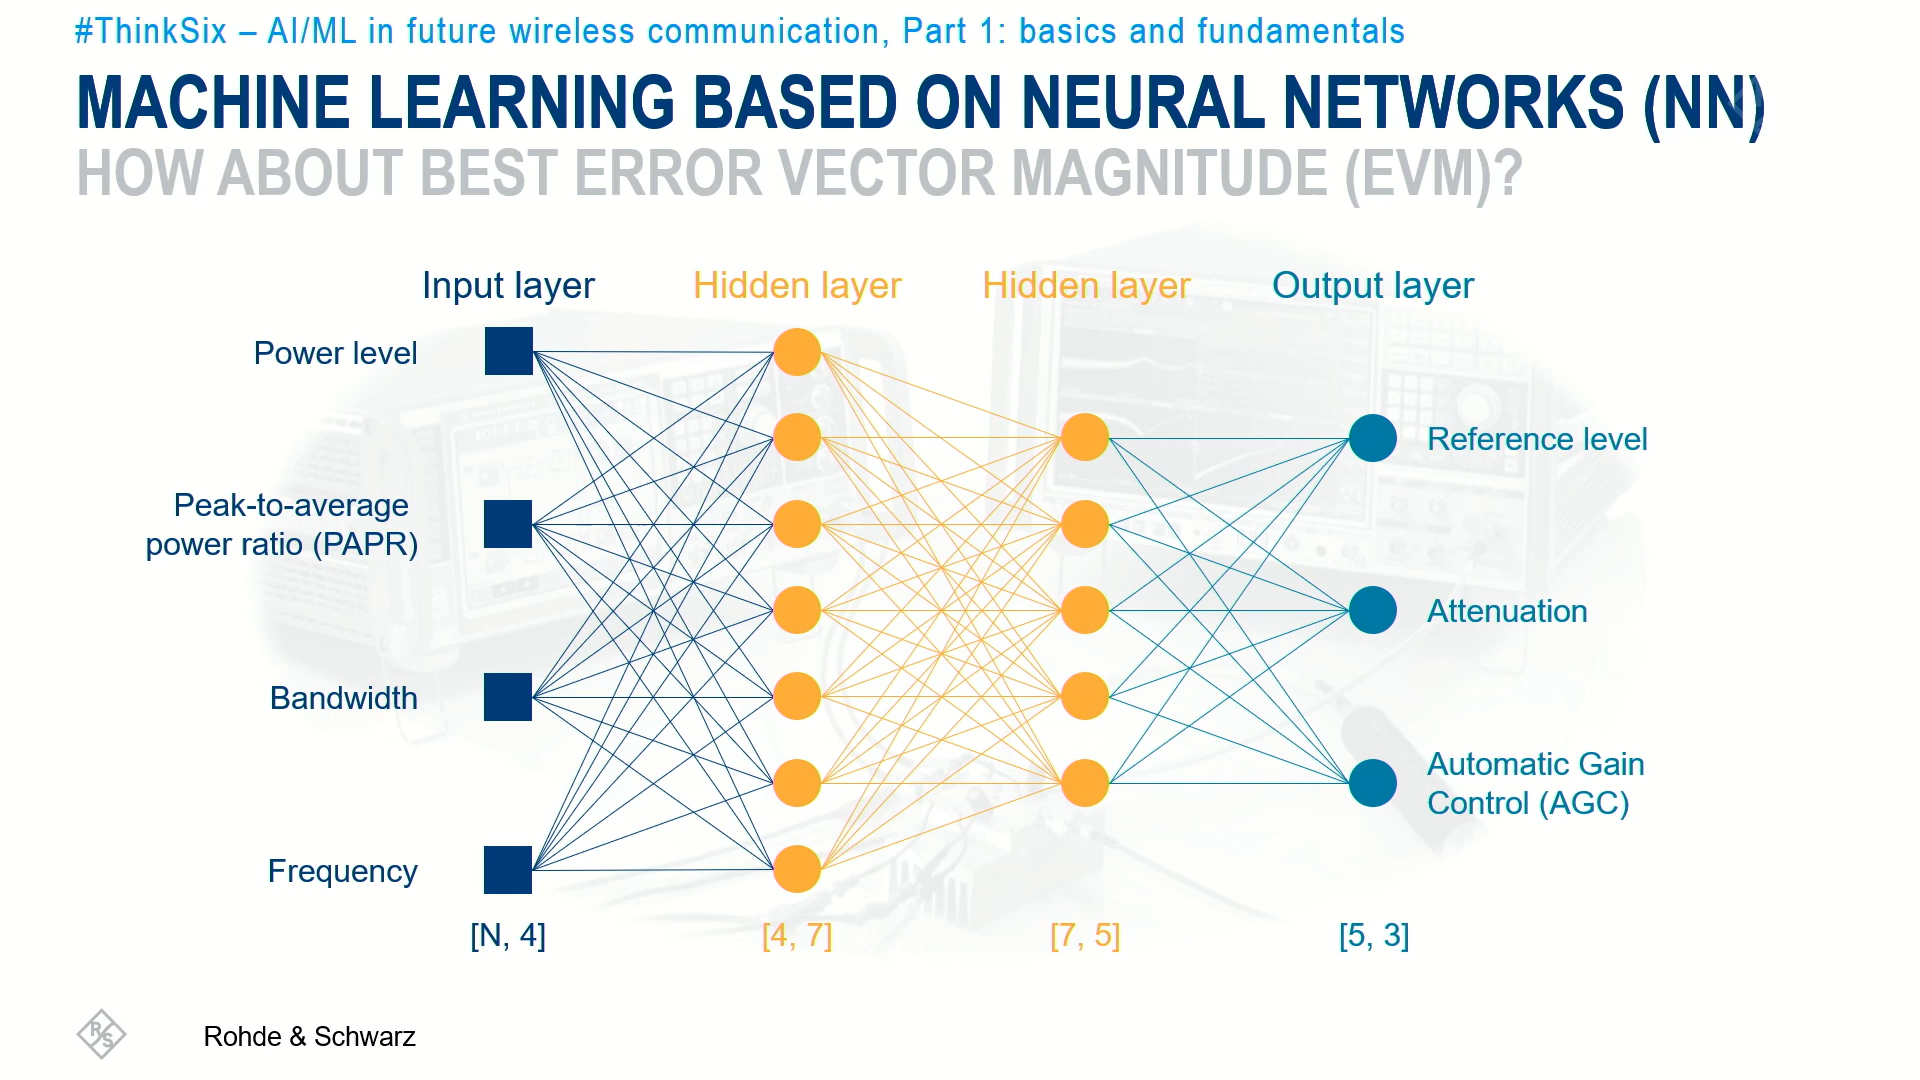 #ThinkSix – AI/ML in future wireless communication, Part 1: basics and fundamentals
MACHINE LEARNING BASED ON NEURAL NETWORKS (NN)
HOW ABOUT BEST ERROR VECTOR MAGNITUDE (EVM)?
Input layer
Hidden layer
Hidden layer
Output layer
Power level
Peak-to-average
power ratio (PAPR)
Bandwidth
Frequency
Reference level
Attenuation
Automatic Gain
Control (AGC)
[N, 4]
[4, 7]
[7, 5]
[5, 3]
R S
Rohde & Schwarz